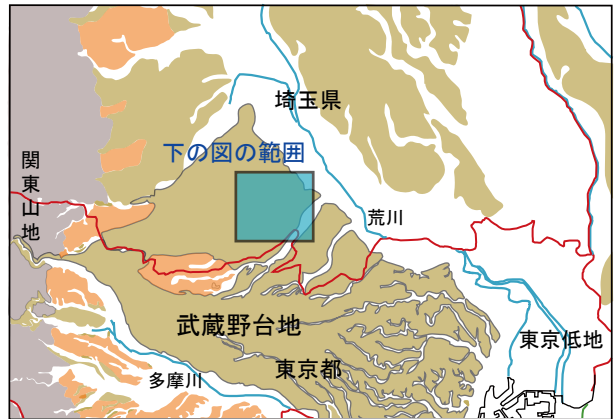 埼玉県
下の図の範囲
関東山地
荒川
武蔵野台地
東京低地
東京都
多摩川